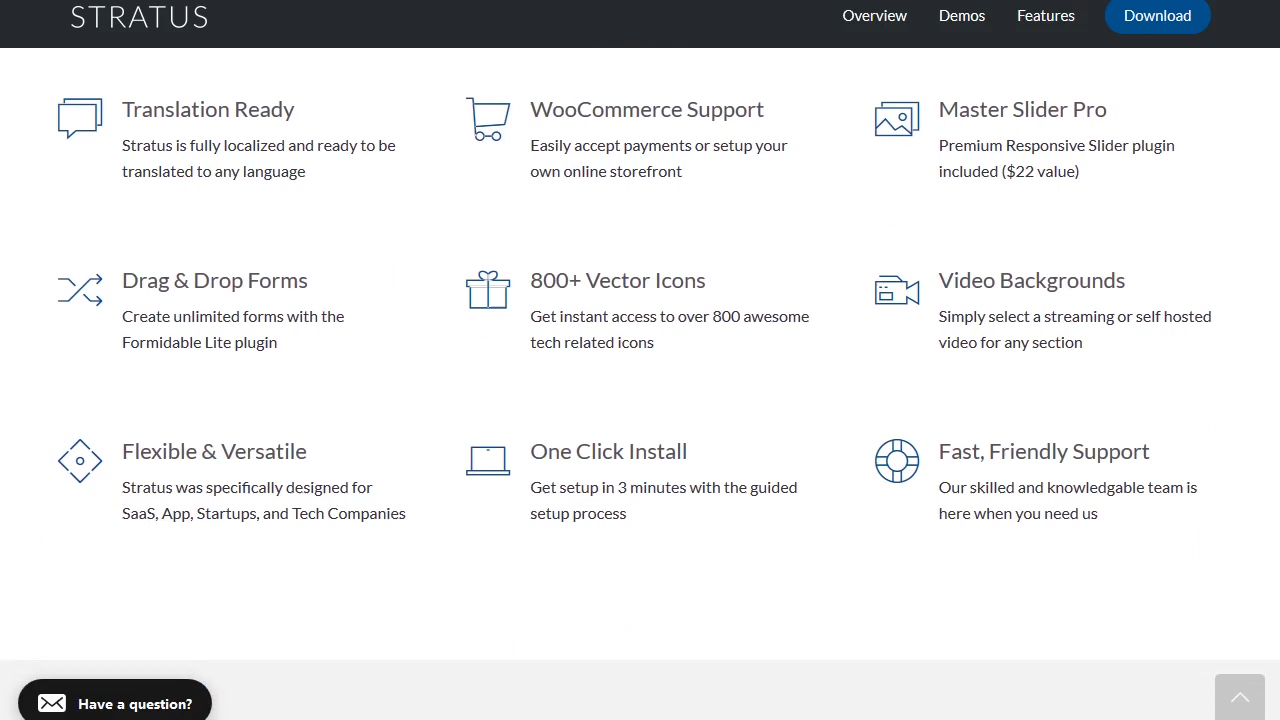 STRATUS
Overview
Demos
Features
Download
Translation Ready
Stratus is fully localized and ready to be
translated to any language
WooCommerce Support
Easily accept payments or setup your
own online storefront
Master Slider Pro
Premium Responsive Slider plugin
included ($22 value)
Drag & Drop Forms
Create unlimited forms with the
Formidable Lite plugin
800+ Vector Icons
Get instant access to over 800 awesome
tech related icons
Video Backgrounds
Simply select a streaming or self hosted
video for any section
Flexible & Versatile
Stratus was specifically designed for
SaaS, App, Startups, and Tech Companies
One Click Install
Get setup in 3 minutes with the guided
setup process
Fast, Friendly Support
Our skilled and knowledgable team is
here when you need us
Have a question?